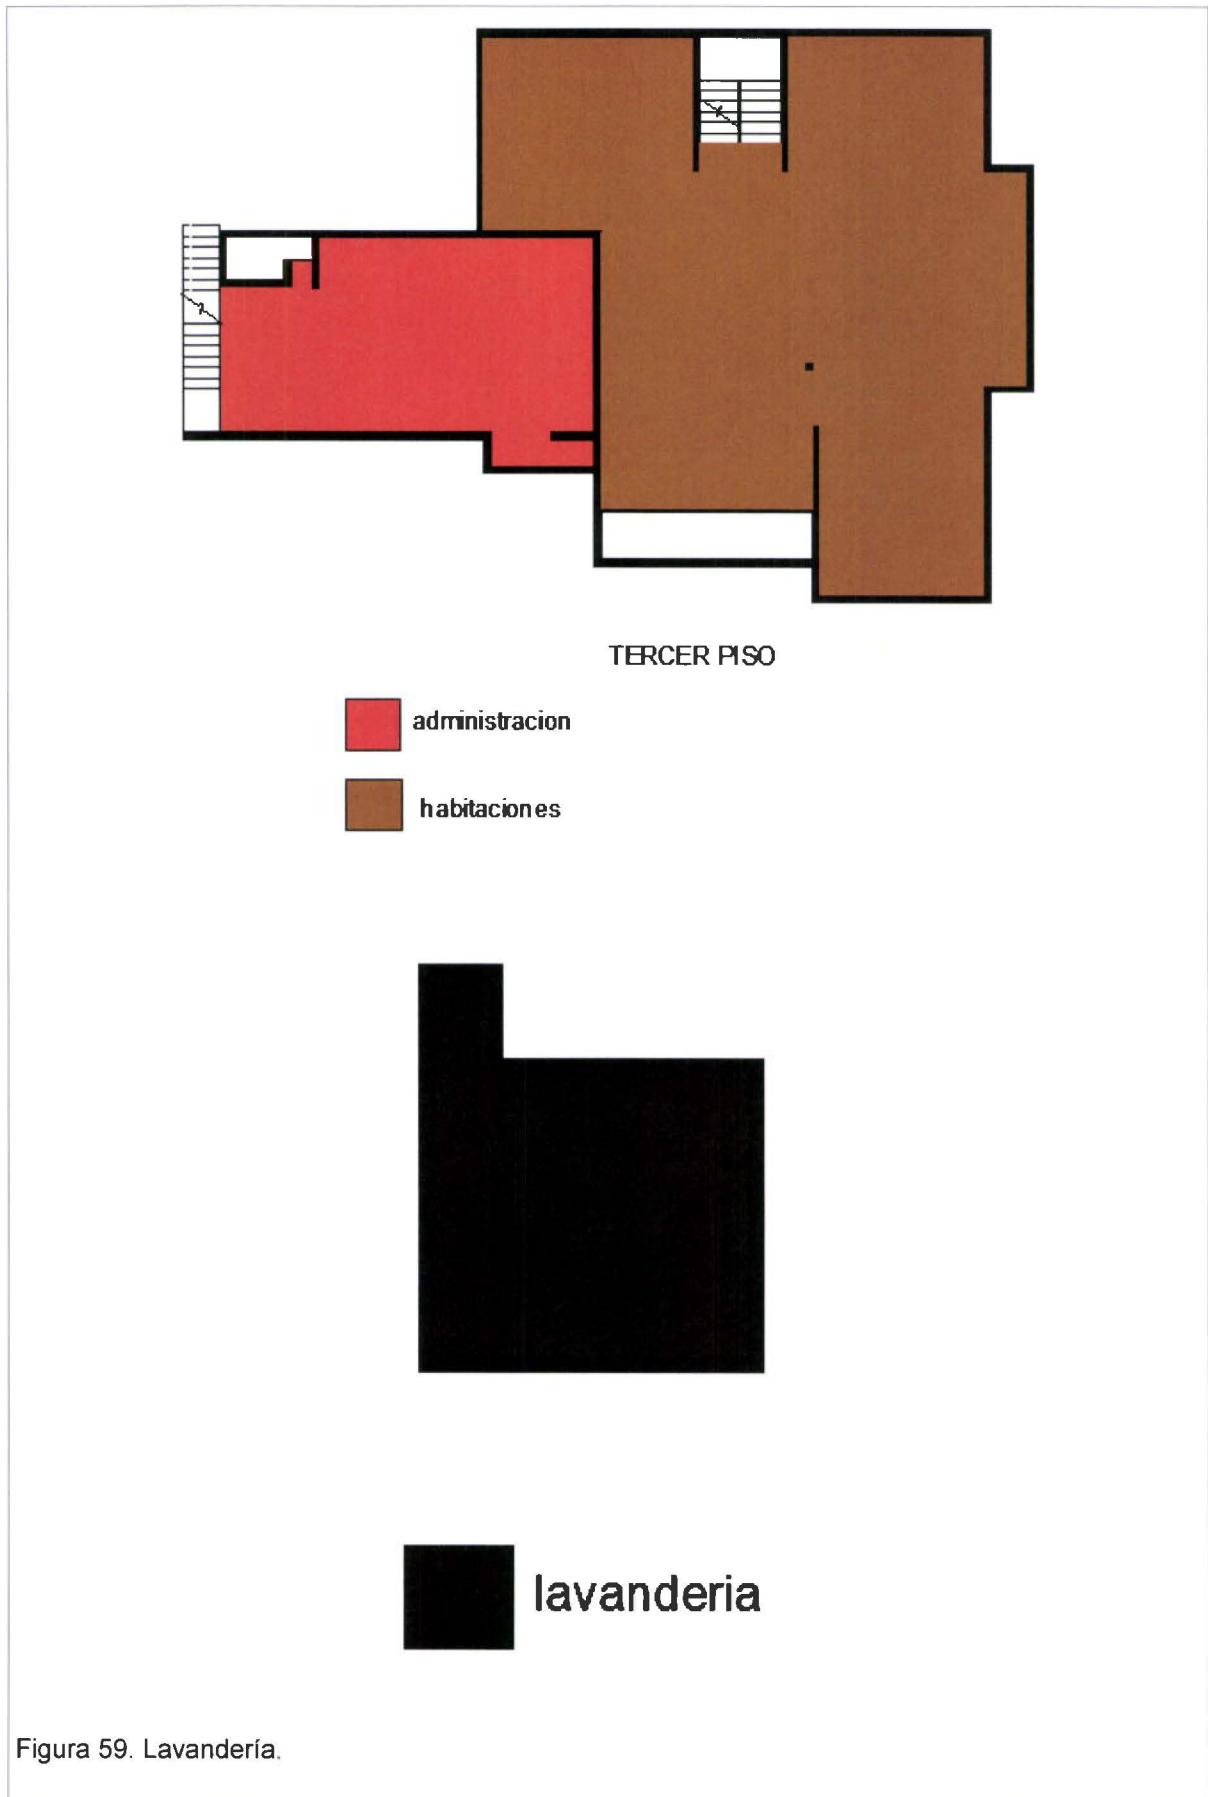 TERCER PISO
administracion
habitaciones
lavanderia
Figura 59. Lavandería.